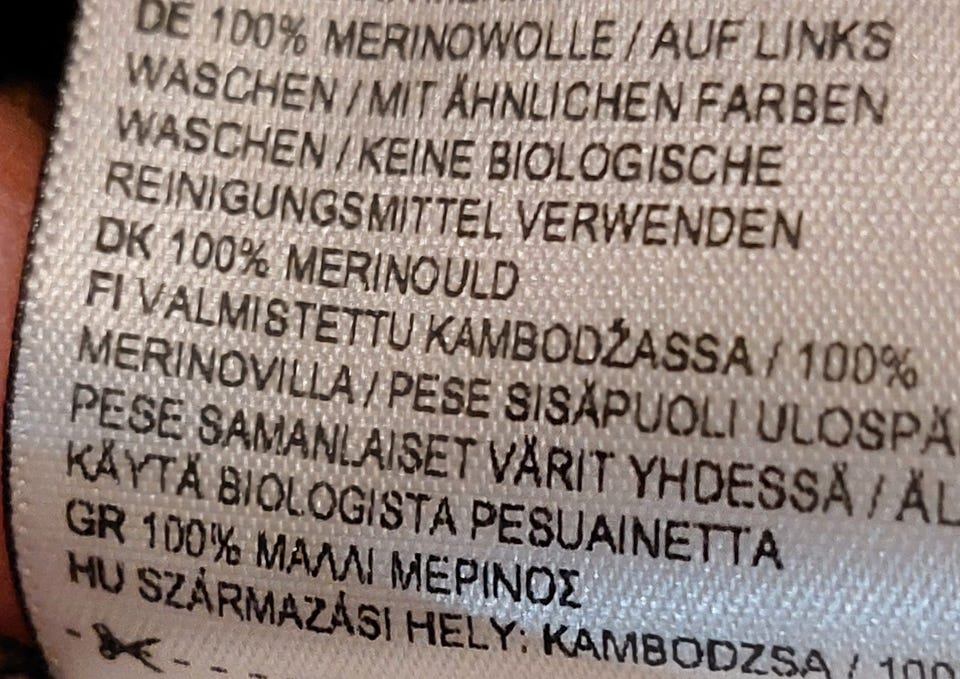 DE 100% MERINOWOLLE / AUF LINKS
WASCHEN / MIT ÄHNLICHEN FARBEN
WASCHEN / KEINE BIOLOGISCHE
REINIGUNGSMITTEL VERWENDEN
DK 100% MERINOULD
FI VALMISTETTU KAMBODŽASSA / 100%
MERINOVILLA / PESE SISÄPUOLI ULOSPÄ
PESE SAMANLAISET VÄRIT YHDESSÄ / ÄL
KÄYTÄ BIOLOGISTA PESUAINETTA
GR 100% ΜΑΛΛΙ ΜΕΡΙΝΟΣ
HU SZÁRMAZÁSI HELY: KAMBODZSA / 100